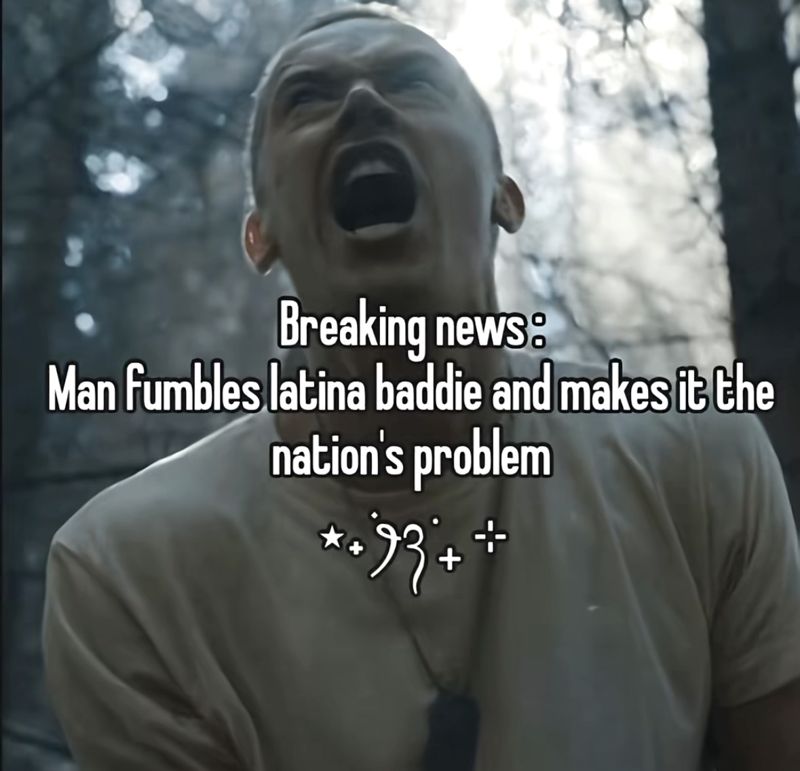 Breaking news :
Man fumbles latina baddie and makes it the
nation's problem
⋆˖⁺‧₊ ೃ࿔ ₊ ⊹